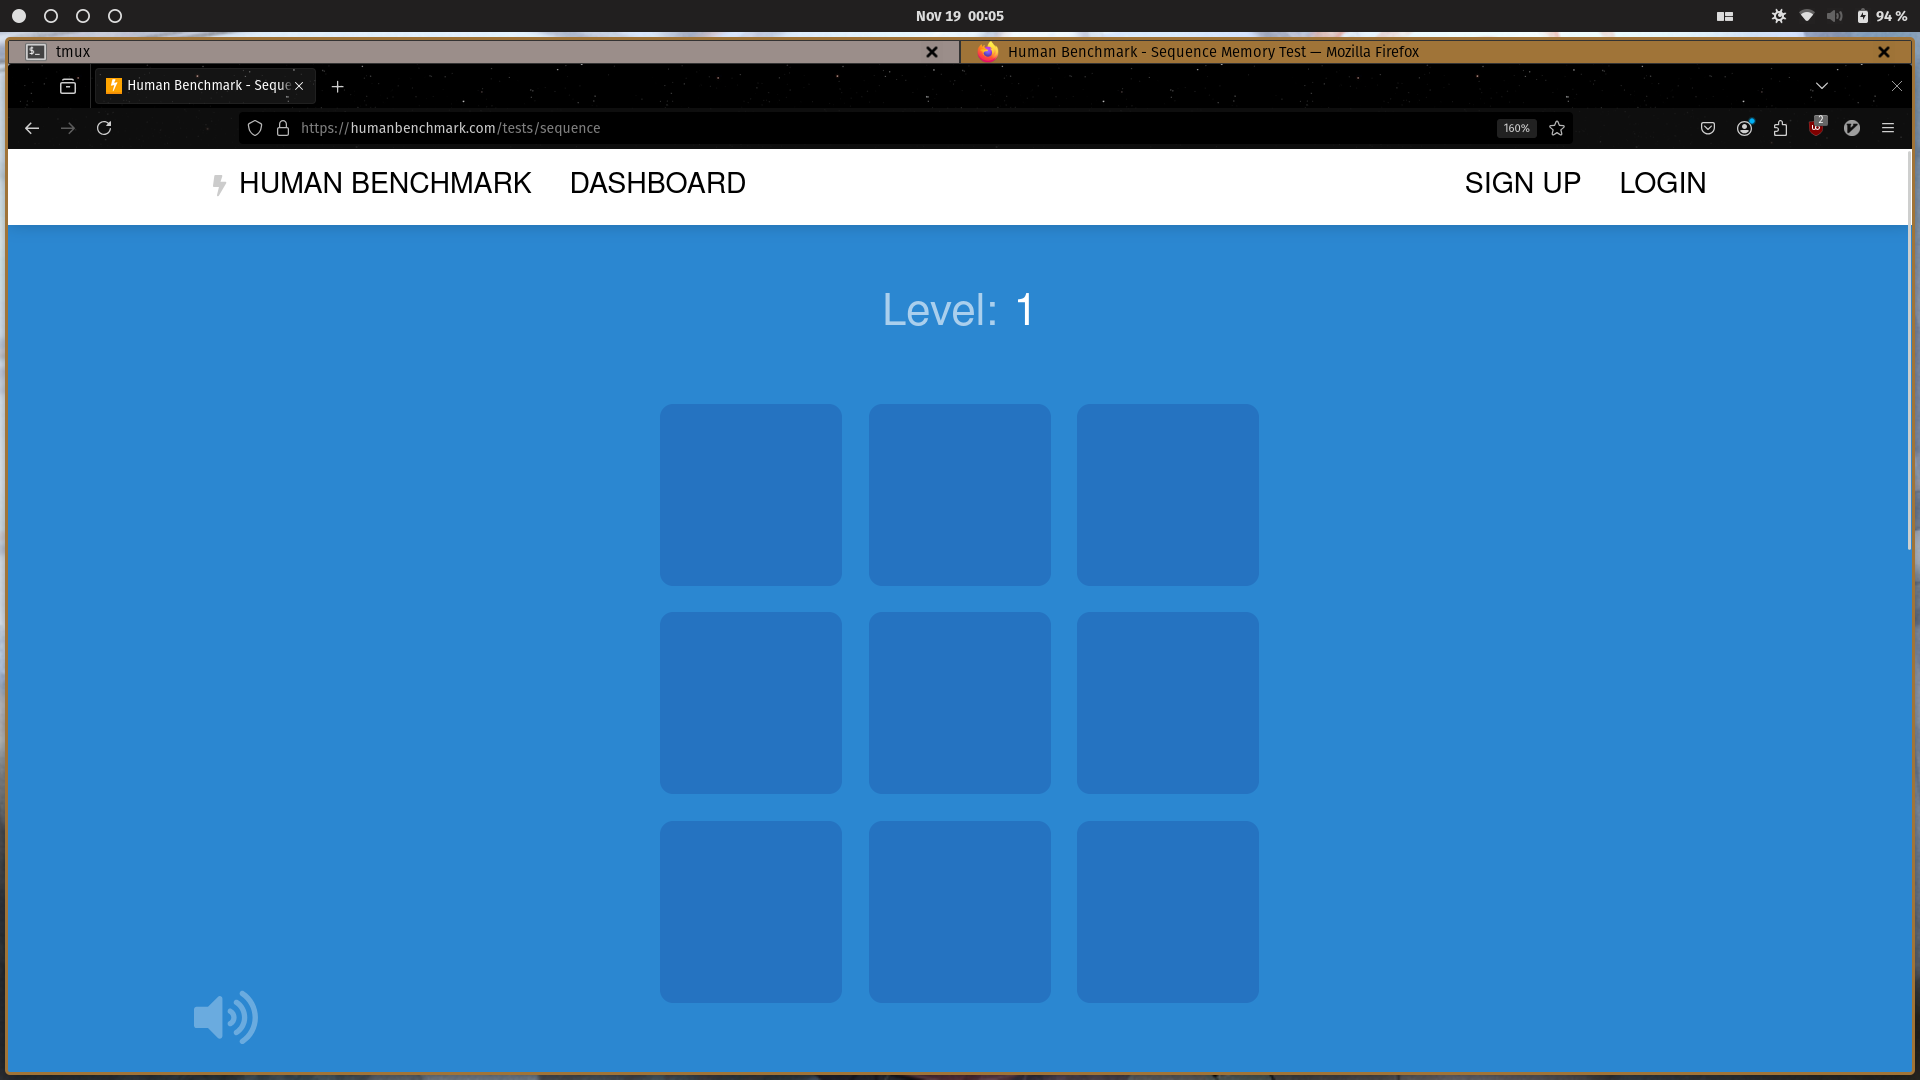 Nov 19 00:05
94 %
tmux
Human Benchmark - Sequence Memory Test — Mozilla Firefox
Human Benchmark - Seque
https://humanbenchmark.com/tests/sequence
160%
2
HUMAN BENCHMARK
DASHBOARD
SIGN UP
LOGIN
Level: 1